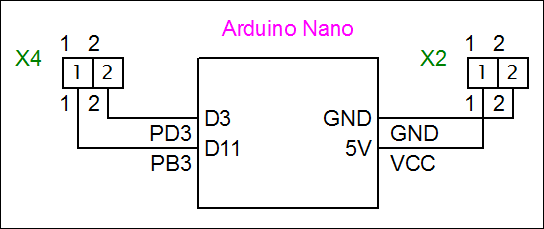 Arduino Nano
1 2
X4
1 2
1 2
1 2
X2
1 2
1 2
D3
GND
PD3
GND
D11
5V
PB3
VCC